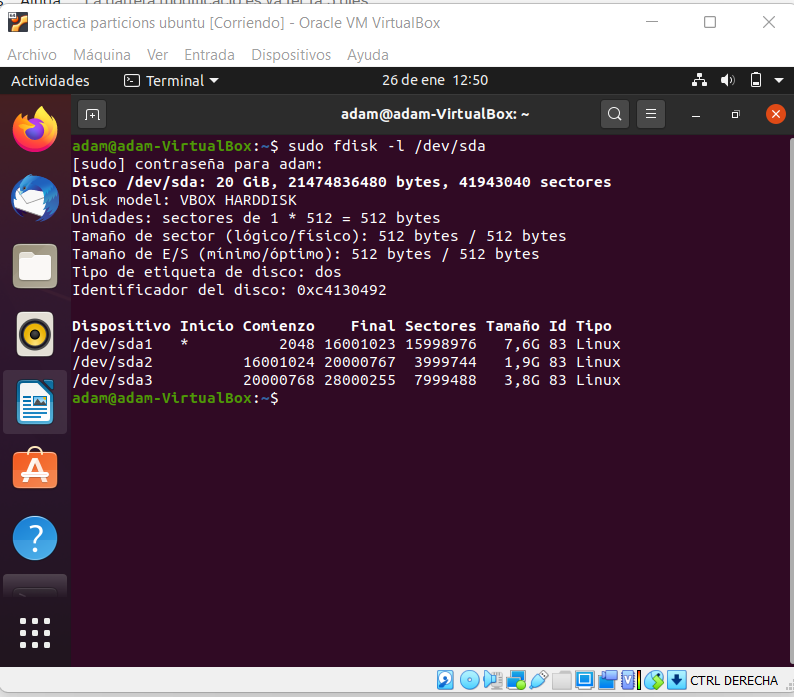 practica particions ubuntu [Corriendo] - Oracle VM VirtualBox
Archivo Máquina Ver Entrada Dispositivos Ayuda
Actividades Terminal 26 de ene 12:50
adam@adam-VirtualBox: ~
adam@adam-VirtualBox:~$ sudo fdisk -l /dev/sda
[sudo] contraseña para adam:
Disco /dev/sda: 20 GiB, 21474836480 bytes, 41943040 sectores
Disk model: VBOX HARDDISK
Unidades: sectores de 1 * 512 = 512 bytes
Tamaño de sector (lógico/físico): 512 bytes / 512 bytes
Tamaño de E/S (mínimo/óptimo): 512 bytes / 512 bytes
Tipo de etiqueta de disco: dos
Identificador del disco: 0xc4130492
Dispositivo Inicio Comienzo Final Sectores Tamaño Id Tipo
/dev/sda1 * 2048 16001023 15998976 7,6G 83 Linux
/dev/sda2 16001024 20000767 3999744 1,9G 83 Linux
/dev/sda3 20000768 28000255 7999488 3,8G 83 Linux
adam@adam-VirtualBox:~$
CTRL DERECHA